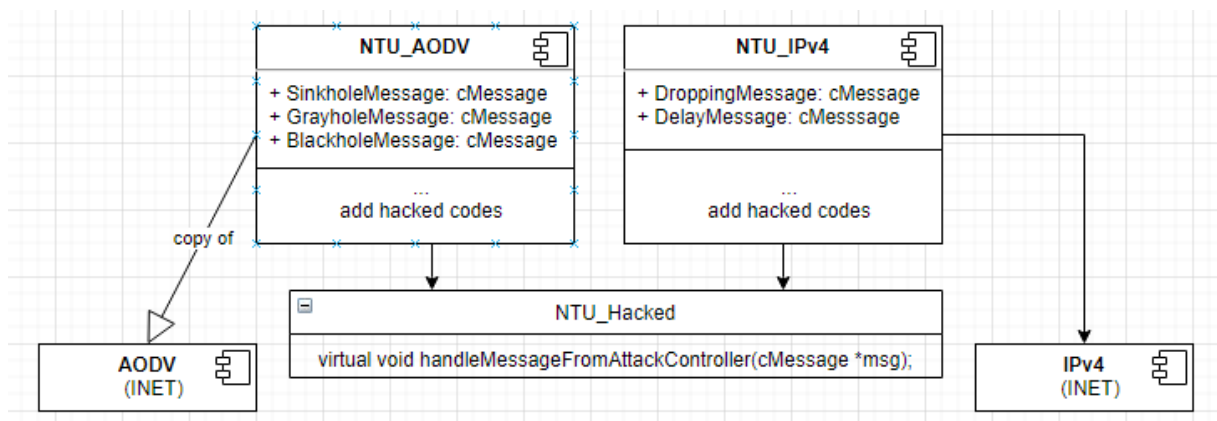 NTU_AODV
+ SinkholeMessage: cMessage
+ GrayholeMessage: cMessage
+ BlackholeMessage: cMessage
...
add hacked codes
NTU_IPv4
+ DroppingMessage: cMessage
+ DelayMessage: cMesssage
...
add hacked codes
copy of
NTU_Hacked
virtual void handleMessageFromAttackController(cMessage *msg);
AODV
(INET)
IPv4
(INET)